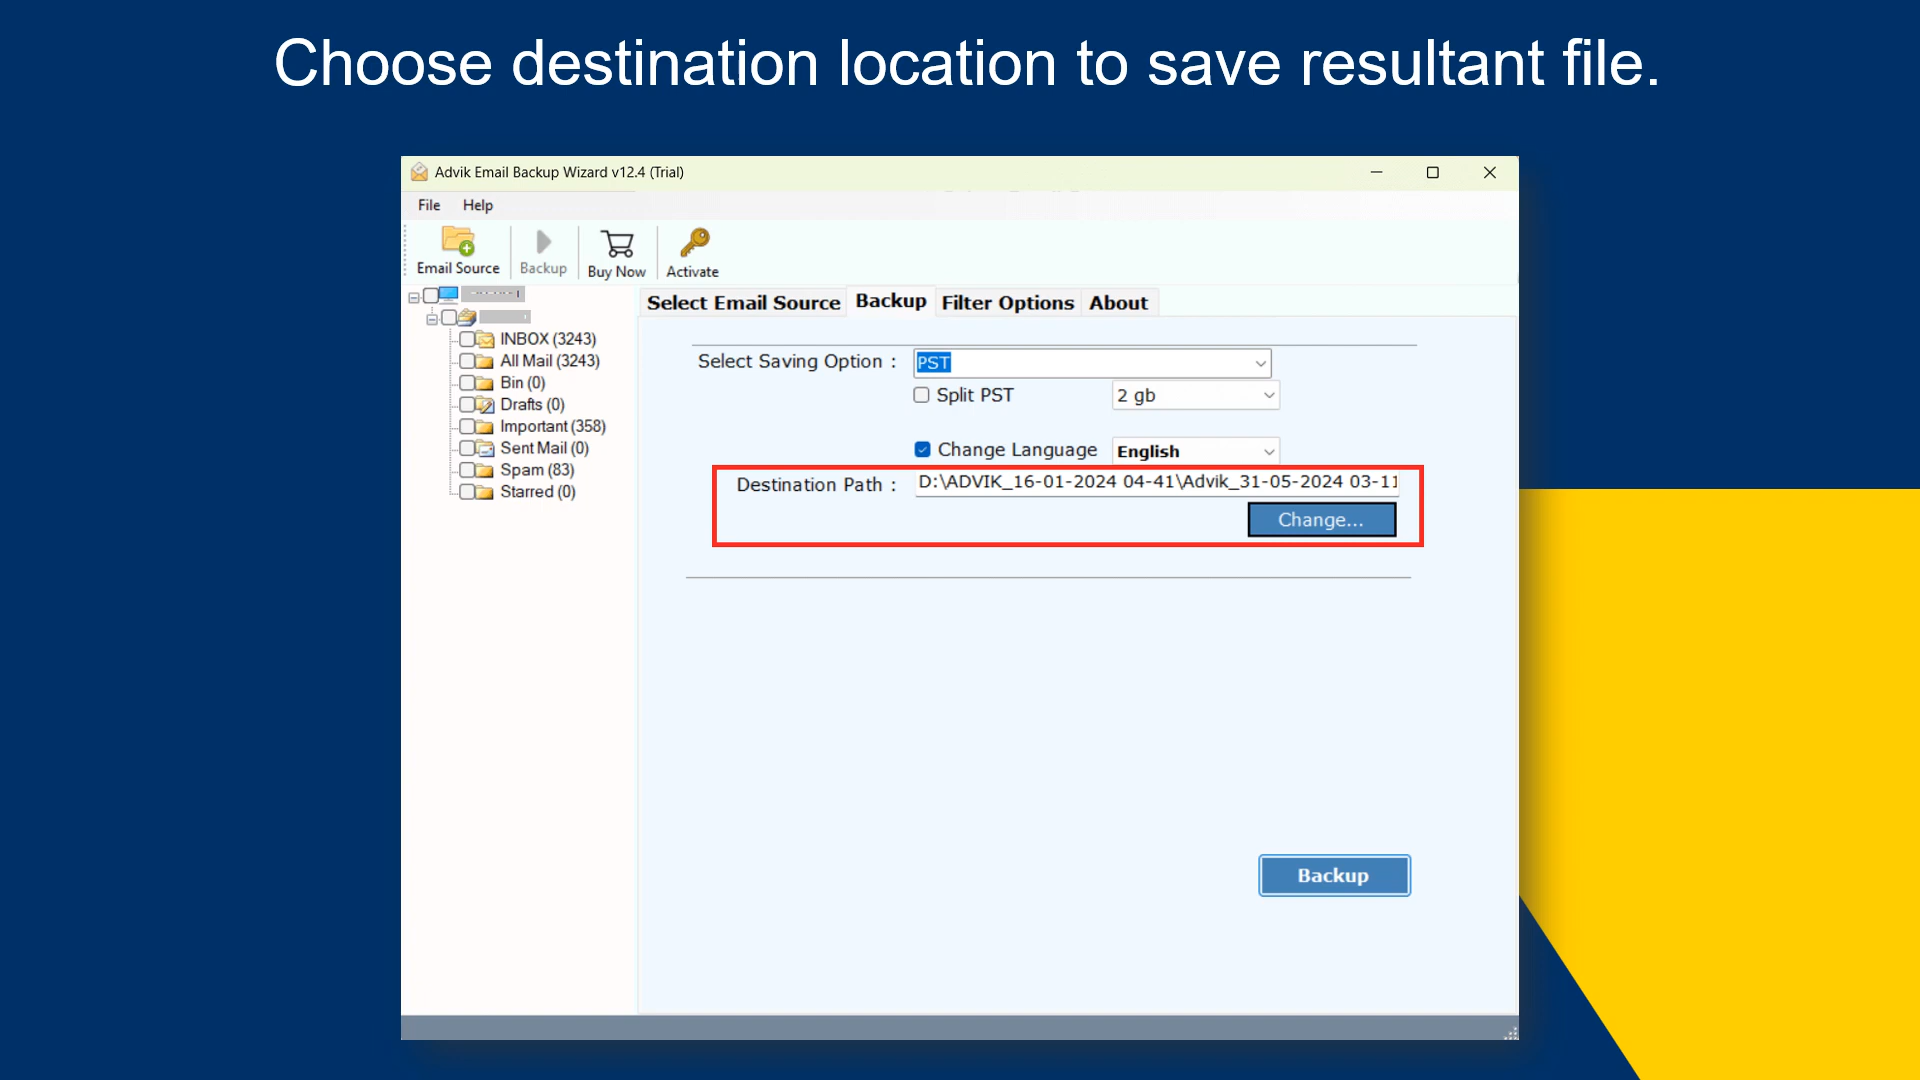 Choose destination location to save resultant file.
Advik Email Backup Wizard v12.4 (Trial)
File Help
Email Source Backup Buy Now Activate
Select Email Source Backup Filter Options About
INBOX (3243)
All Mail (3243)
Bin (0)
Drafts (0)
Important (358)
Sent Mail (0)
Spam (83)
Starred (0)
Select Saving Option : PST
Split PST 2 gb
Change Language English
Destination Path : D:\ADVIK_16-01-2024 04-41\Advik_31-05-2024 03-11
Change...
Backup